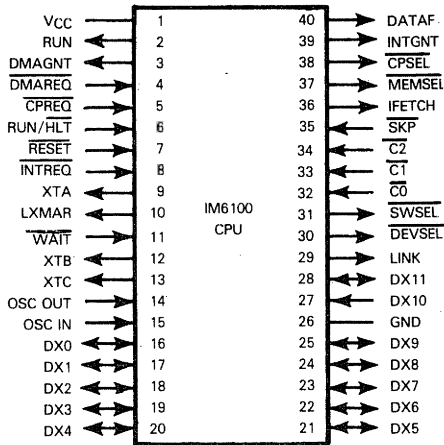 VCC 1 40 DATAF
RUN 2 39 INTGNT
DMAGNT 3 38 CPSEL
DMAREQ 4 37 MEMSEL
CPREQ 5 36 IFETCH
RUN/HLT 6 35 SKP
RESET 7 34 C2
INTREQ 8 33 C1
XTA 9 32 C0
LXMAR 10 IM6100 31 SWSEL
WAIT 11 CPU 30 DEVSEL
XTB 12 29 LINK
XTC 13 28 DX11
OSC OUT 14 27 DX10
OSC IN 15 26 GND
DX0 16 25 DX9
DX1 17 24 DX8
DX2 18 23 DX7
DX3 19 22 DX6
DX4 20 21 DX5